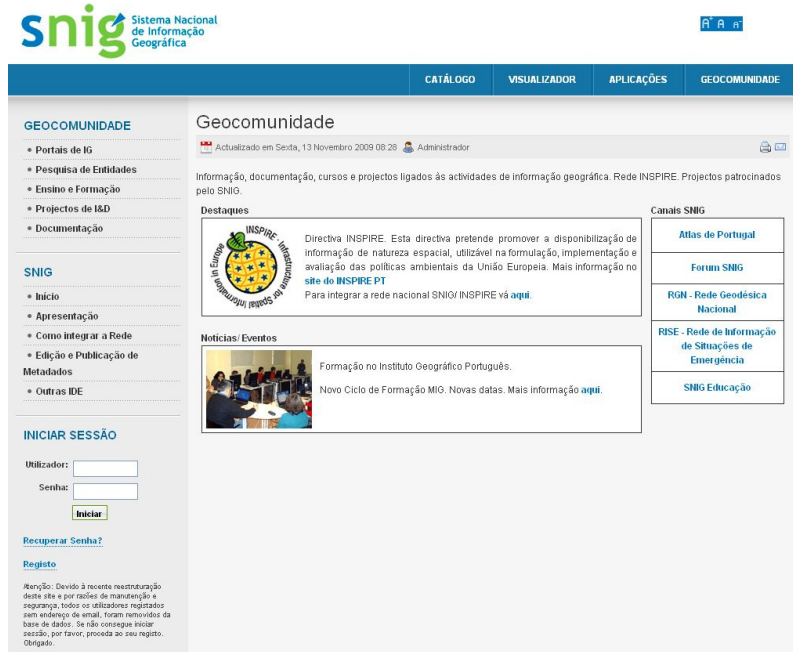 snig
Sistema Nacional
de Informação
Geográfica
A+ A A-
CATÁLOGO VISUALIZADOR APLICAÇÕES GEOCOMUNIDADE
GEOCOMUNIDADE
Portais de IG
Pesquisa de Entidades
Ensino e Formação
Projectos de I&D
Documentação
SNIG
Início
Apresentação
Como integrar a Rede
Edição e Publicação de
Metadados
Outras IDE
INICIAR SESSÃO
Utilizador:
Senha:
Iniciar
Recuperar Senha?
Registo
Atenção: Devido à recente reestruturação
deste site e por razões de manutenção e
segurança, todos os utilizadores registados
sem endereço de email, foram removidos da
base de dados. Se não consegue iniciar
sessão, por favor, proceda ao seu registo.
Obrigado.
Geocomunidade
Actualizado em Sexta, 13 Novembro 2009 08:28 Administrador
Informação, documentação, cursos e projectos ligados às actividades de informação geográfica. Rede INSPIRE. Projectos patrocinados
pelo SNIG.
Destaques
INSPIRE - Infrastructure for Spatial Information in Europe
Directiva INSPIRE. Esta directiva pretende promover a disponibilização de
informação de natureza espacial, utilizável na formulação, implementação e
avaliação das políticas ambientais da União Europeia. Mais informação no
site do INSPIRE PT
Para integrar a rede nacional SNIG/ INSPIRE vá aqui.
Notícias/ Eventos
Formação no Instituto Geográfico Português.
Novo Ciclo de Formação MIG. Novas datas. Mais informação aqui.
Canais SNIG
Atlas de Portugal
Forum SNIG
RGN - Rede Geodésica
Nacional
RISE - Rede de Informação
de Situações de
Emergência
SNIG Educação